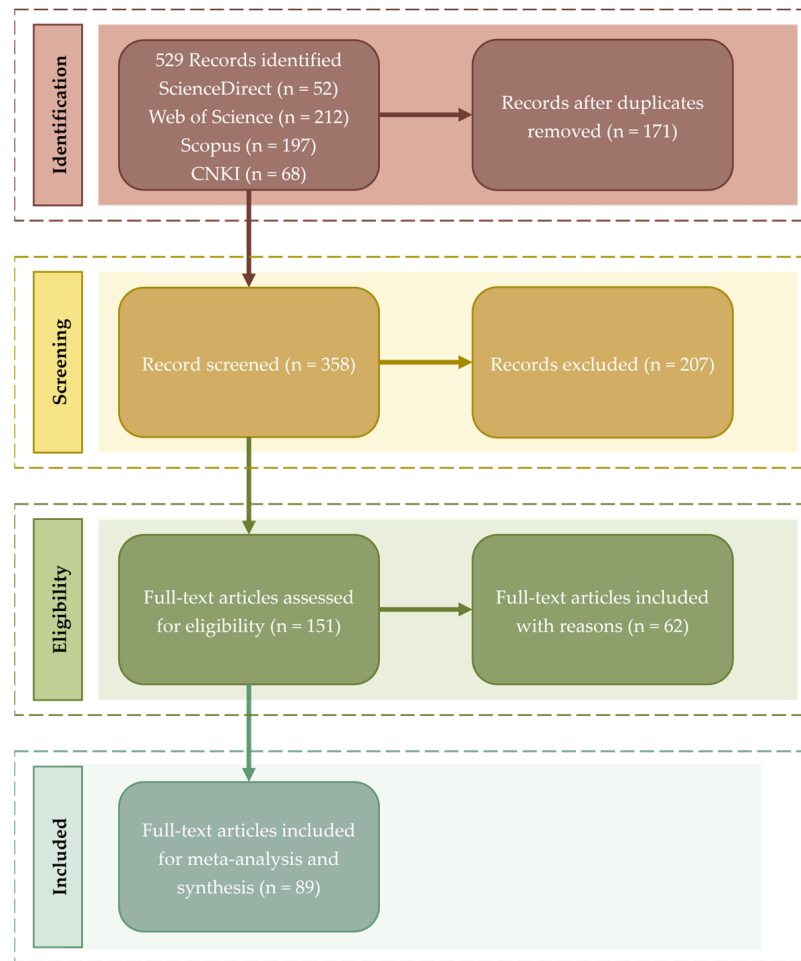 Identification
529 Records identified
ScienceDirect (n = 52)
Web of Science (n = 212)
Scopus (n = 197)
CNKI (n = 68)
Records after duplicates
removed (n = 171)
Screening
Record screened (n = 358)
Records excluded (n = 207)
Eligibility
Full-text articles assessed
for eligibility (n = 151)
Full-text articles included
with reasons (n = 62)
Included
Full-text articles included
for meta-analysis and
synthesis (n = 89)